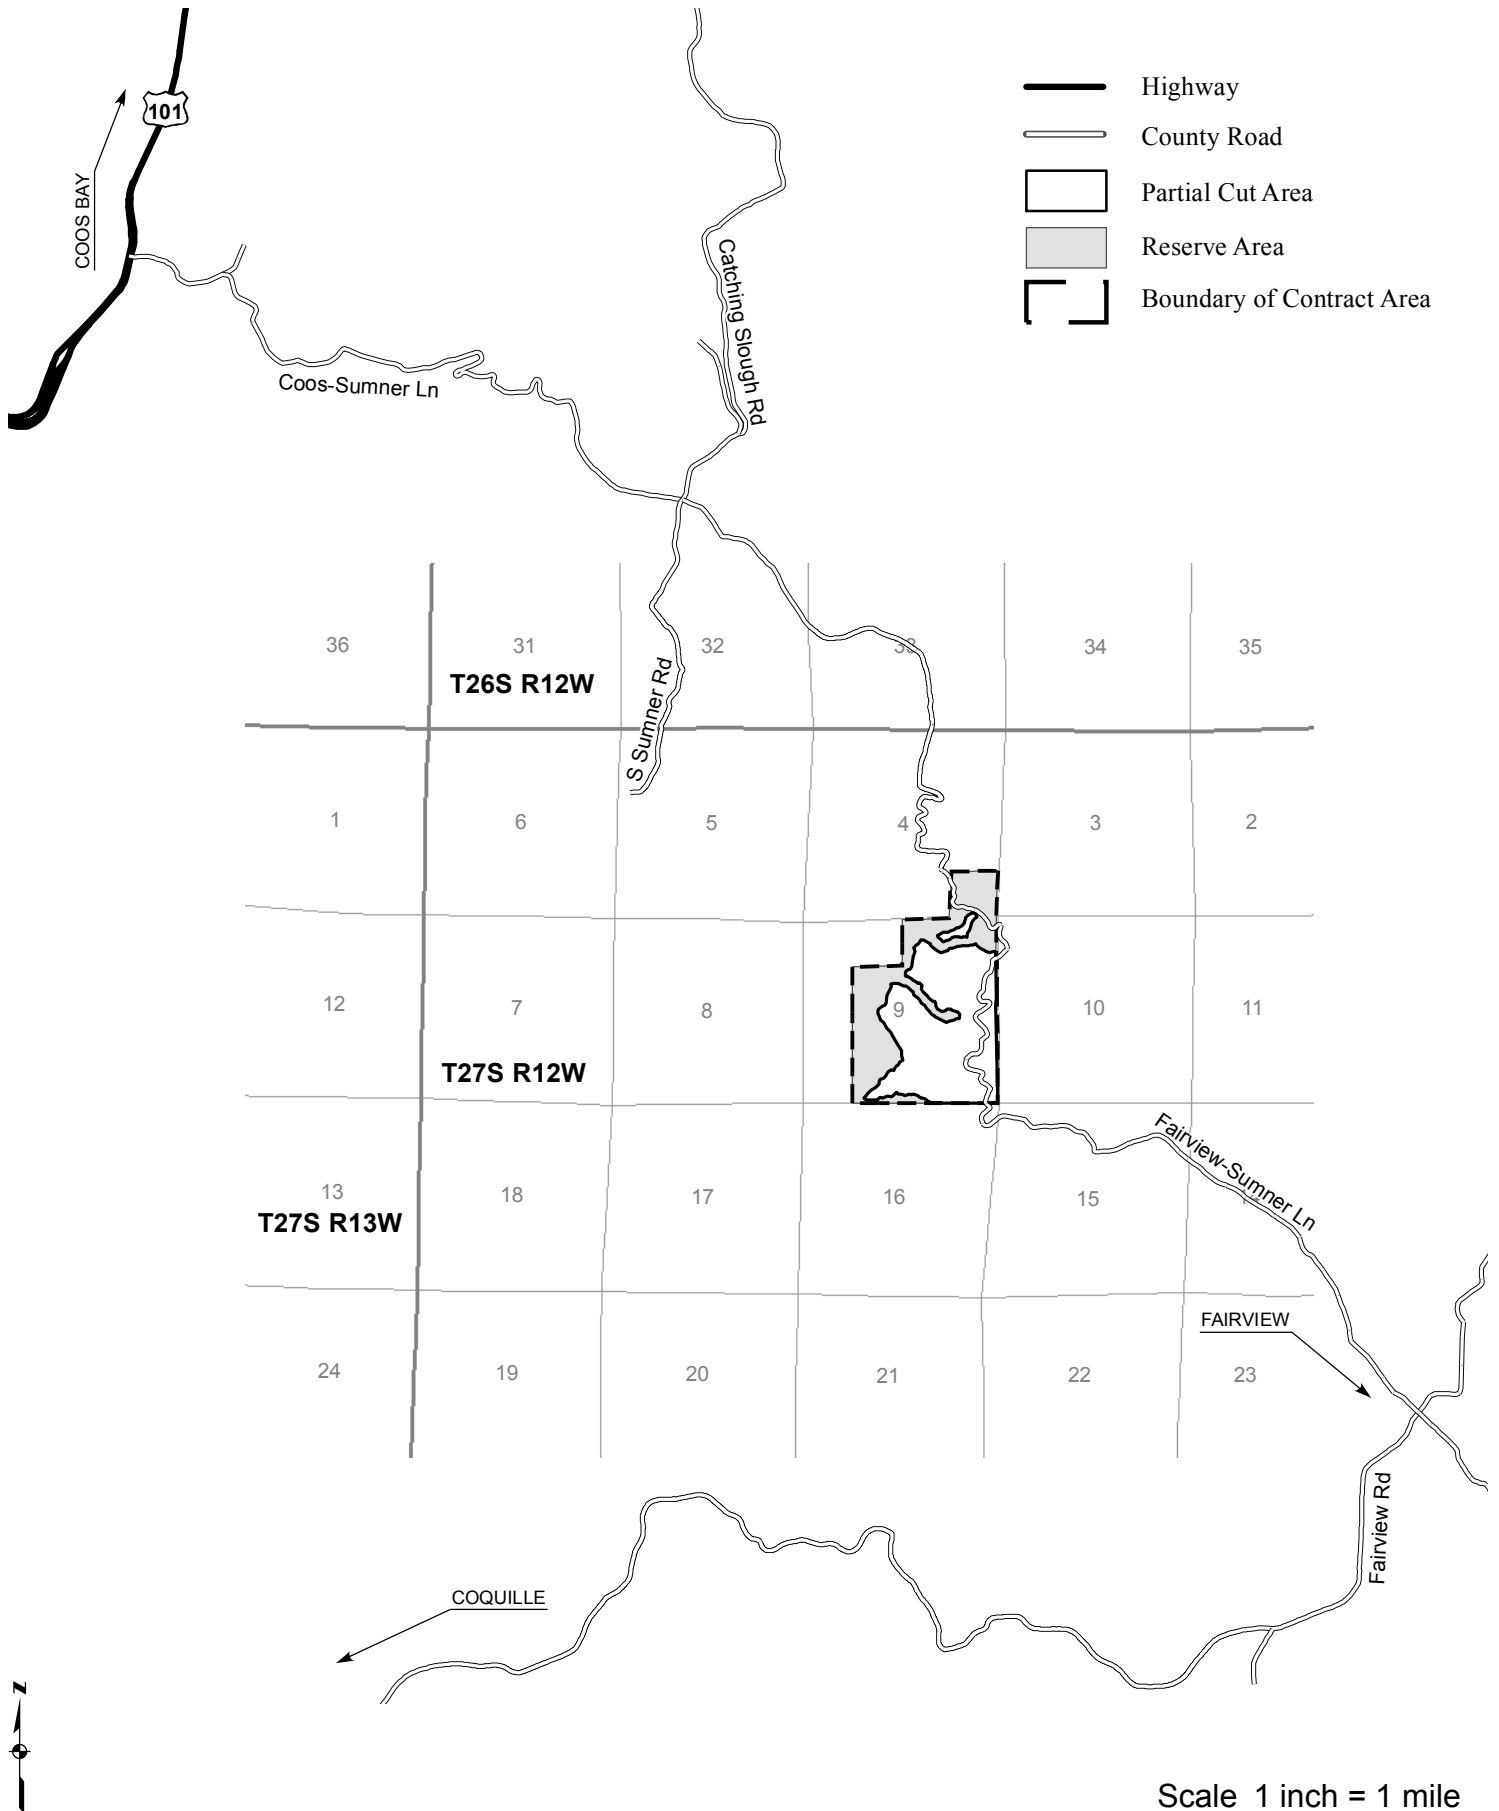 Highway
101
County Road
COOS BAY
Partial Cut Area
Reserve Area
Boundary of Contract Area
Catching Slough Rd
Coos-Sumner Ln
36
31
32
33
34
35
T26S R12W
S Sumner Rd
1
6
5
4
3
2
12
7
8
9
10
11
T27S R12W
Fairview-Sumner Ln
13
18
17
16
15
T27S R13W
FAIRVIEW
24
19
20
21
22
23
Fairview Rd
COQUILLE
Z
Scale 1 inch = 1 mile